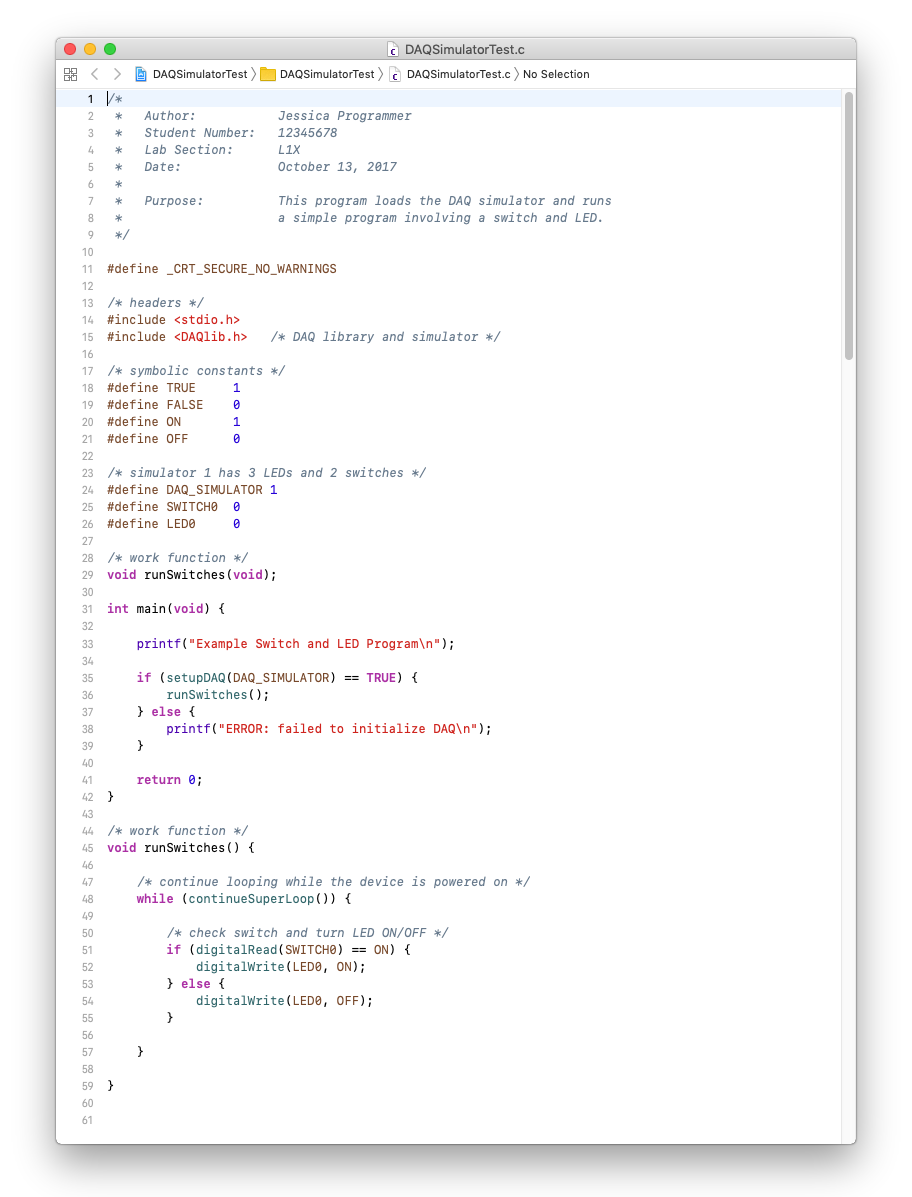 DAQSimulatorTest.c
DAQSimulatorTest DAQSimulatorTest DAQSimulatorTest.c No Selection
1 /*
2  *   Author:           Jessica Programmer
3  *   Student Number:   12345678
4  *   Lab Section:      L1X
5  *   Date:             October 13, 2017
6  *
7  *   Purpose:          This program loads the DAQ simulator and runs
8  *                     a simple program involving a switch and LED.
9  */
10
11 #define _CRT_SECURE_NO_WARNINGS
12
13 /* headers */
14 #include <stdio.h>
15 #include <DAQlib.h>   /* DAQ library and simulator */
16
17 /* symbolic constants */
18 #define TRUE     1
19 #define FALSE    0
20 #define ON       1
21 #define OFF      0
22
23 /* simulator 1 has 3 LEDs and 2 switches */
24 #define DAQ_SIMULATOR 1
25 #define SWITCH0  0
26 #define LED0     0
27
28 /* work function */
29 void runSwitches(void);
30
31 int main(void) {
32
33     printf("Example Switch and LED Program\n");
34
35     if (setupDAQ(DAQ_SIMULATOR) == TRUE) {
36         runSwitches();
37     } else {
38         printf("ERROR: failed to initialize DAQ\n");
39     }
40
41     return 0;
42 }
43
44 /* work function */
45 void runSwitches() {
46
47     /* continue looping while the device is powered on */
48     while (continueSuperLoop()) {
49
50         /* check switch and turn LED ON/OFF */
51         if (digitalRead(SWITCH0) == ON) {
52             digitalWrite(LED0, ON);
53         } else {
54             digitalWrite(LED0, OFF);
55         }
56
57     }
58
59 }
60
61